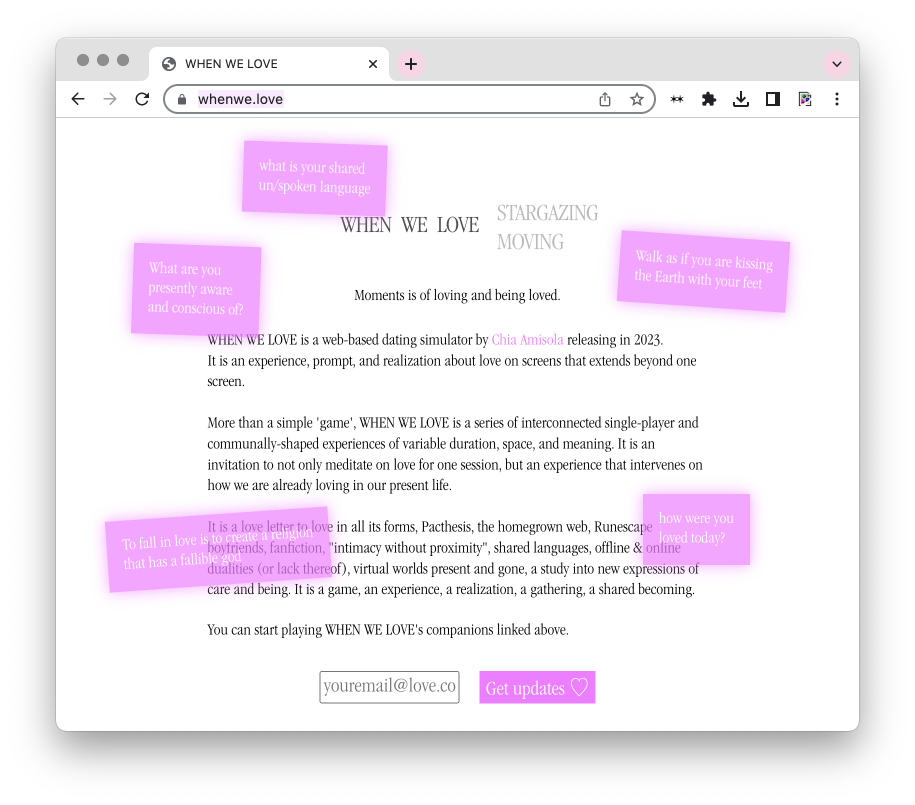 WHEN WE LOVE
whenwe.love
what is your shared
un/spoken language
WHEN WE LOVE
STARGAZING
MOVING
What are you
presently aware
and conscious of?
Walk as if you are kissing
the Earth with your feet
Moments is of loving and being loved.
WHEN WE LOVE is a web-based dating simulator by Chia Amisola releasing in 2023.
It is an experience, prompt, and realization about love on screens that extends beyond one
screen.
More than a simple 'game', WHEN WE LOVE is a series of interconnected single-player and
communally-shaped experiences of variable duration, space, and meaning. It is an
invitation to not only meditate on love for one session, but an experience that intervenes on
how we are already loving in our present life.
It is a love letter to love in all its forms, Pacthesis, the homegrown web, Runescape
boyfriends, fanfiction, "intimacy without proximity", shared languages, offline & online
dualities (or lack thereof), virtual worlds present and gone, a study into new expressions of
care and being. It is a game, an experience, a realization, a gathering, a shared becoming.
To fall in love is to create a religion
that has a fallible god
how were you
loved today?
You can start playing WHEN WE LOVE's companions linked above.
youremail@love.co
Get updates ♡